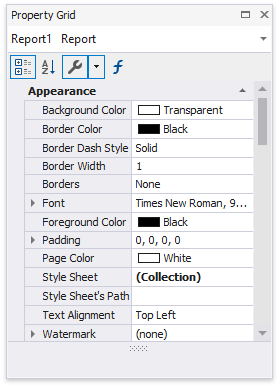 Property Grid
Report1 Report
A
Z
f
Appearance
Background Color Transparent
Border Color Black
Border Dash Style Solid
Border Width 1
Borders None
Font Times New Roman, 9...
Foreground Color Black
Padding 0, 0, 0, 0
Page Color White
Style Sheet (Collection)
Style Sheet's Path
Text Alignment Top Left
Watermark (none)